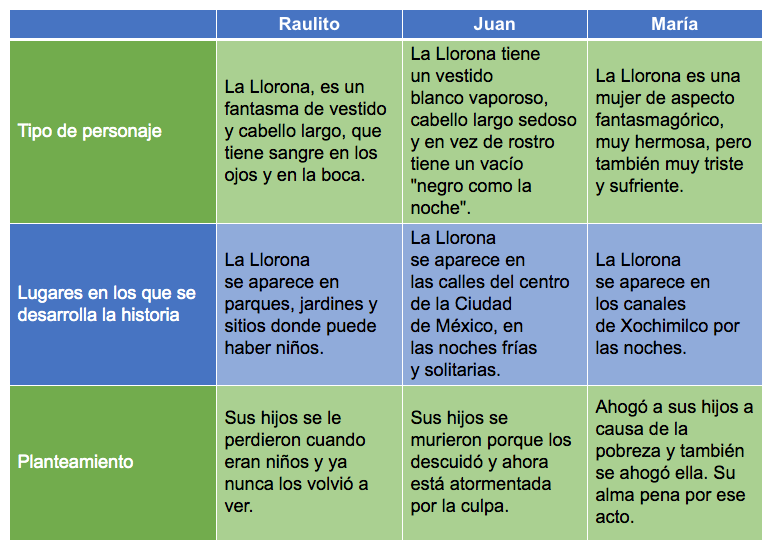 Raulito
Juan
María
Tipo de personaje
La Llorona, es un
fantasma de vestido
y cabello largo, que
tiene sangre en los
ojos y en la boca.
La Llorona tiene
un vestido
blanco vaporoso,
cabello largo sedoso
y en vez de rostro
tiene un vacío
"negro como la
noche".
La Llorona es una
mujer de aspecto
fantasmagórico,
muy hermosa, pero
también muy triste
y sufriente.
Lugares en los que se
desarrolla la historia
La Llorona
se aparece en
parques, jardines y
sitios donde puede
haber niños.
La Llorona
se aparece en
las calles del centro
de la Ciudad
de México, en
las noches frías
y solitarias.
La Llorona
se aparece en
los canales
de Xochimilco por
las noches.
Planteamiento
Sus hijos se le
perdieron cuando
eran niños y ya
nunca los volvió a
ver.
Sus hijos se
murieron porque los
descuidó y ahora
está atormentada
por la culpa.
Ahogó a sus hijos a
causa de la
pobreza y también
se ahogó ella. Su
alma pena por ese
acto.